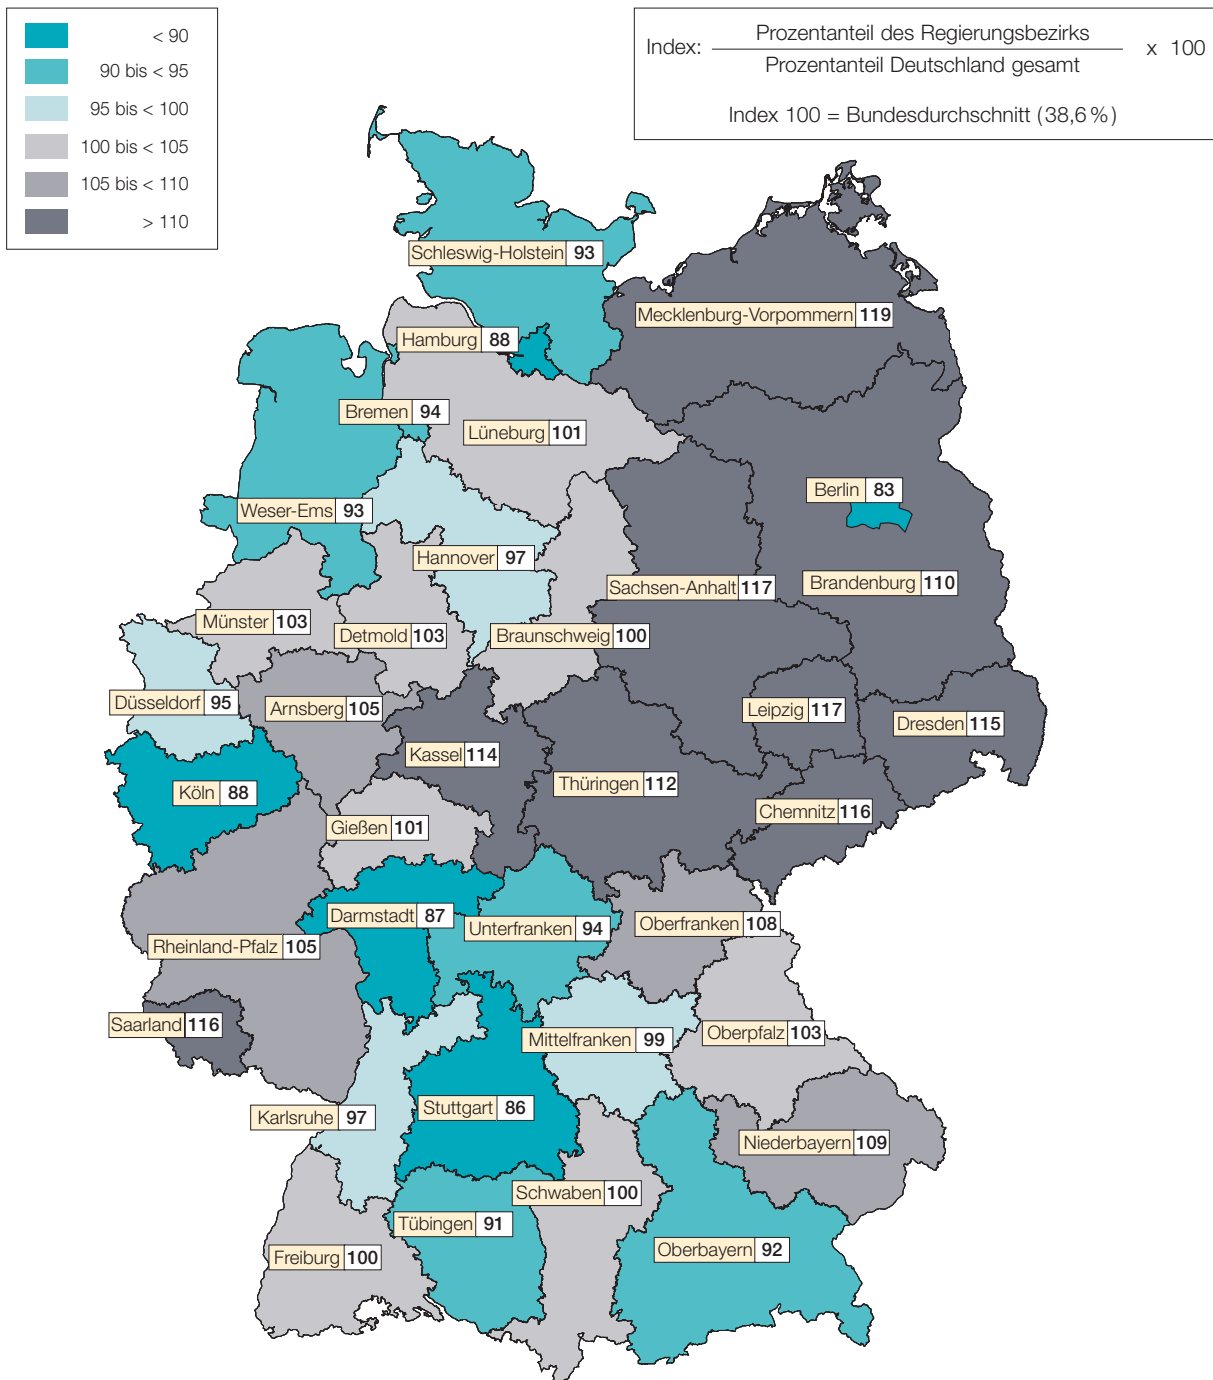 < 90
90 bis < 95
95 bis < 100
100 bis < 105
105 bis < 110
> 110
Index: Prozentanteil des Regierungsbezirks x 100
Prozentanteil Deutschland gesamt
Index 100 = Bundesdurchschnitt (38,6 %)
Schleswig-Holstein 93
Mecklenburg-Vorpommern 119
Hamburg 88
Bremen 94
Lüneburg 101
Berlin 83
Weser-Ems 93
Hannover 97
Sachsen-Anhalt 117
Brandenburg 110
Münster 103
Detmold 103
Braunschweig 100
Düsseldorf 95
Arnsberg 105
Leipzig 117
Dresden 115
Kassel 114
Thüringen 112
Köln 88
Chemnitz 116
Gießen 101
Darmstadt 87
Unterfranken 94
Oberfranken 108
Rheinland-Pfalz 105
Saarland 116
Mittelfranken 99
Oberpfalz 103
Karlsruhe 97
Stuttgart 86
Niederbayern 109
Schwaben 100
Tübingen 91
Oberbayern 92
Freiburg 100